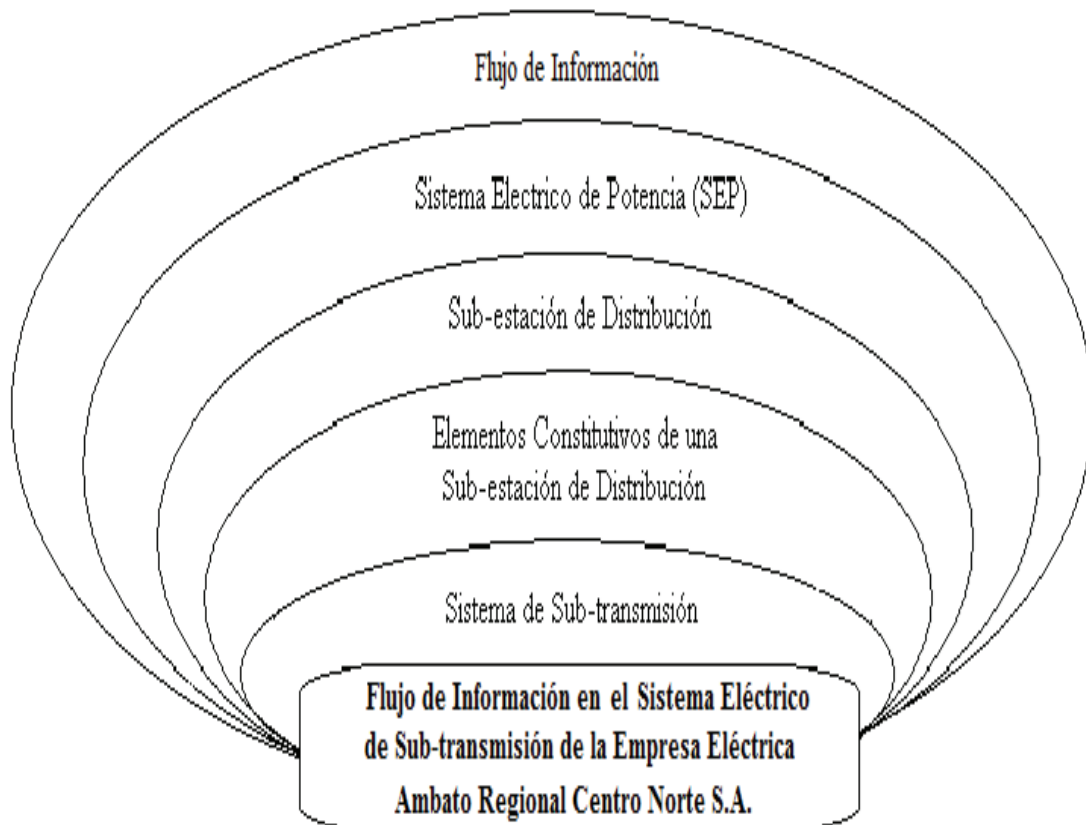 Flujo de Información
Sistema Electrico de Potencia (SEP)
Sub-estación de Distribución
Elementos Constitutivos de una
Sub-estación de Distribución
Sistema de Sub-transmisión
Flujo de Información en el Sistema Eléctrico
de Sub-transmisión de la Empresa Eléctrica
Ambato Regional Centro Norte S.A.